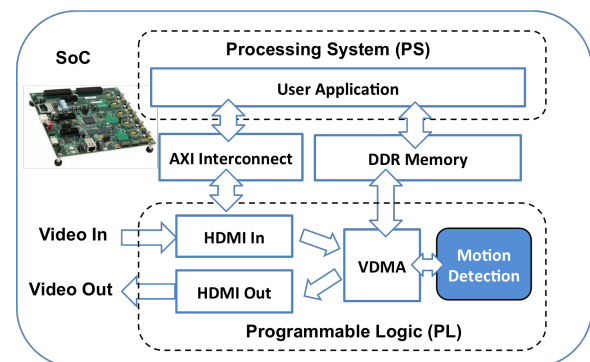 SoC
Processing System (PS)
User Application
AXI Interconnect
DDR Memory
Video In
HDMI In
VDMA
Motion
Detection
Video Out
HDMI Out
Programmable Logic (PL)